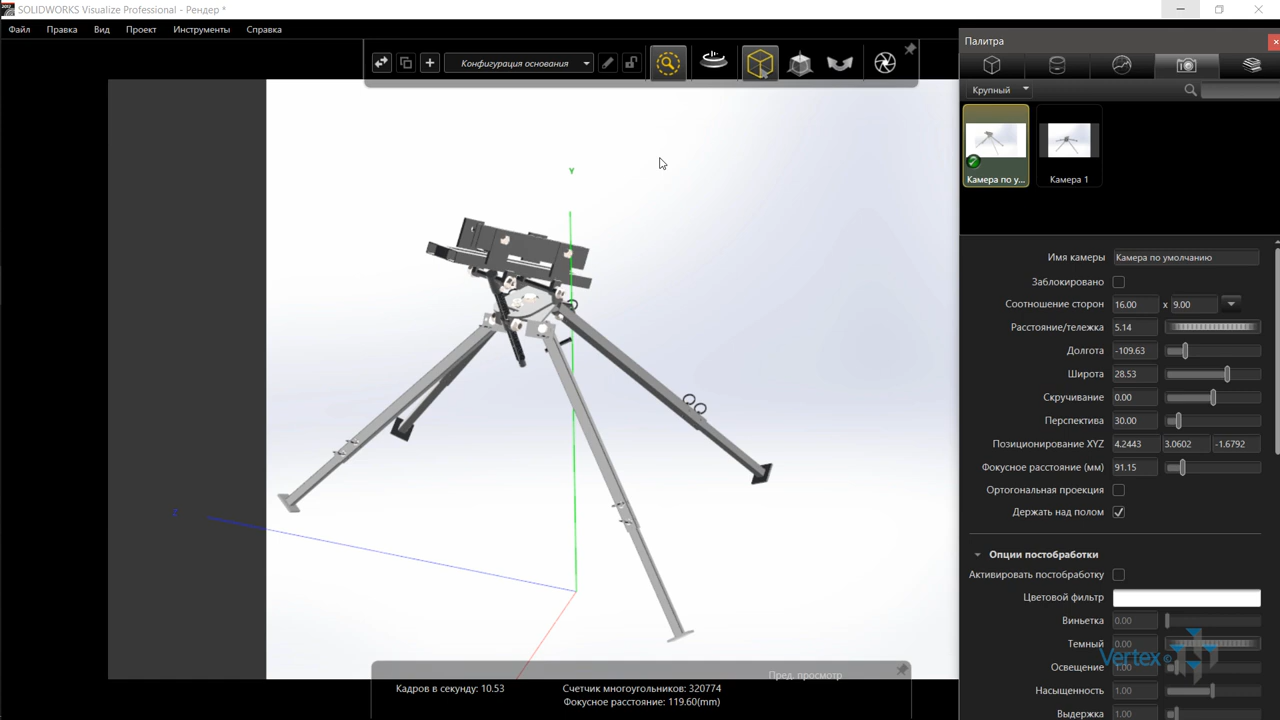 SOLIDWORKS Visualize Professional - Рендер *
Файл Правка Вид Проект Инструменты Справка
Палитра
Конфигурация основания
Крупный
Камера по у... Камера 1
Y
Z
Имя камеры Камера по умолчанию
Заблокировано
Соотношение сторон 16.00 x 9.00
Расстояние/тележка 5.14
Долгота -109.63
Широта 28.53
Скручивание 0.00
Перспектива 30.00
Позиционирование XYZ 4.2443 3.0602 -1.6792
Фокусное расстояние (мм) 91.15
Ортогональная проекция
Держать над полом
Опции постобработки
Активировать постобработку
Цветовой фильтр
Виньетка 0.00
Темный 0.00
Освещение 1.00
Насыщенность 1.00
Выдержка 1.00
Vertex
Пред. просмотр
Кадров в секунду: 10.53 Счетчик многоугольников: 320774
Фокусное расстояние: 119.60(mm)